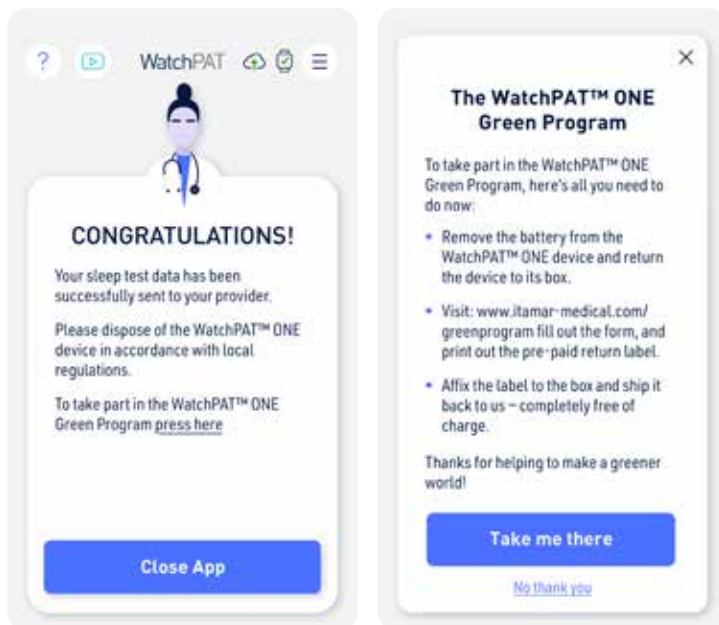 ?
WatchPAT
CONGRATULATIONS!
Your sleep test data has been
successfully sent to your provider.
Please dispose of the WatchPAT™ ONE
device in accordance with local
regulations.
To take part in the WatchPAT™ ONE
Green Program press here
Close App
The WatchPAT™ ONE
Green Program
To take part in the WatchPAT™ ONE
Green Program, here's all you need to
do now:
• Remove the battery from the
WatchPAT™ ONE device and return
the device to its box.
• Visit: www.itamar-medical.com/
greenprogram fill out the form, and
print out the pre-paid return label.
• Affix the label to the box and ship it
back to us – completely free of
charge.
Thanks for helping to make a greener
world!
Take me there
No thank you